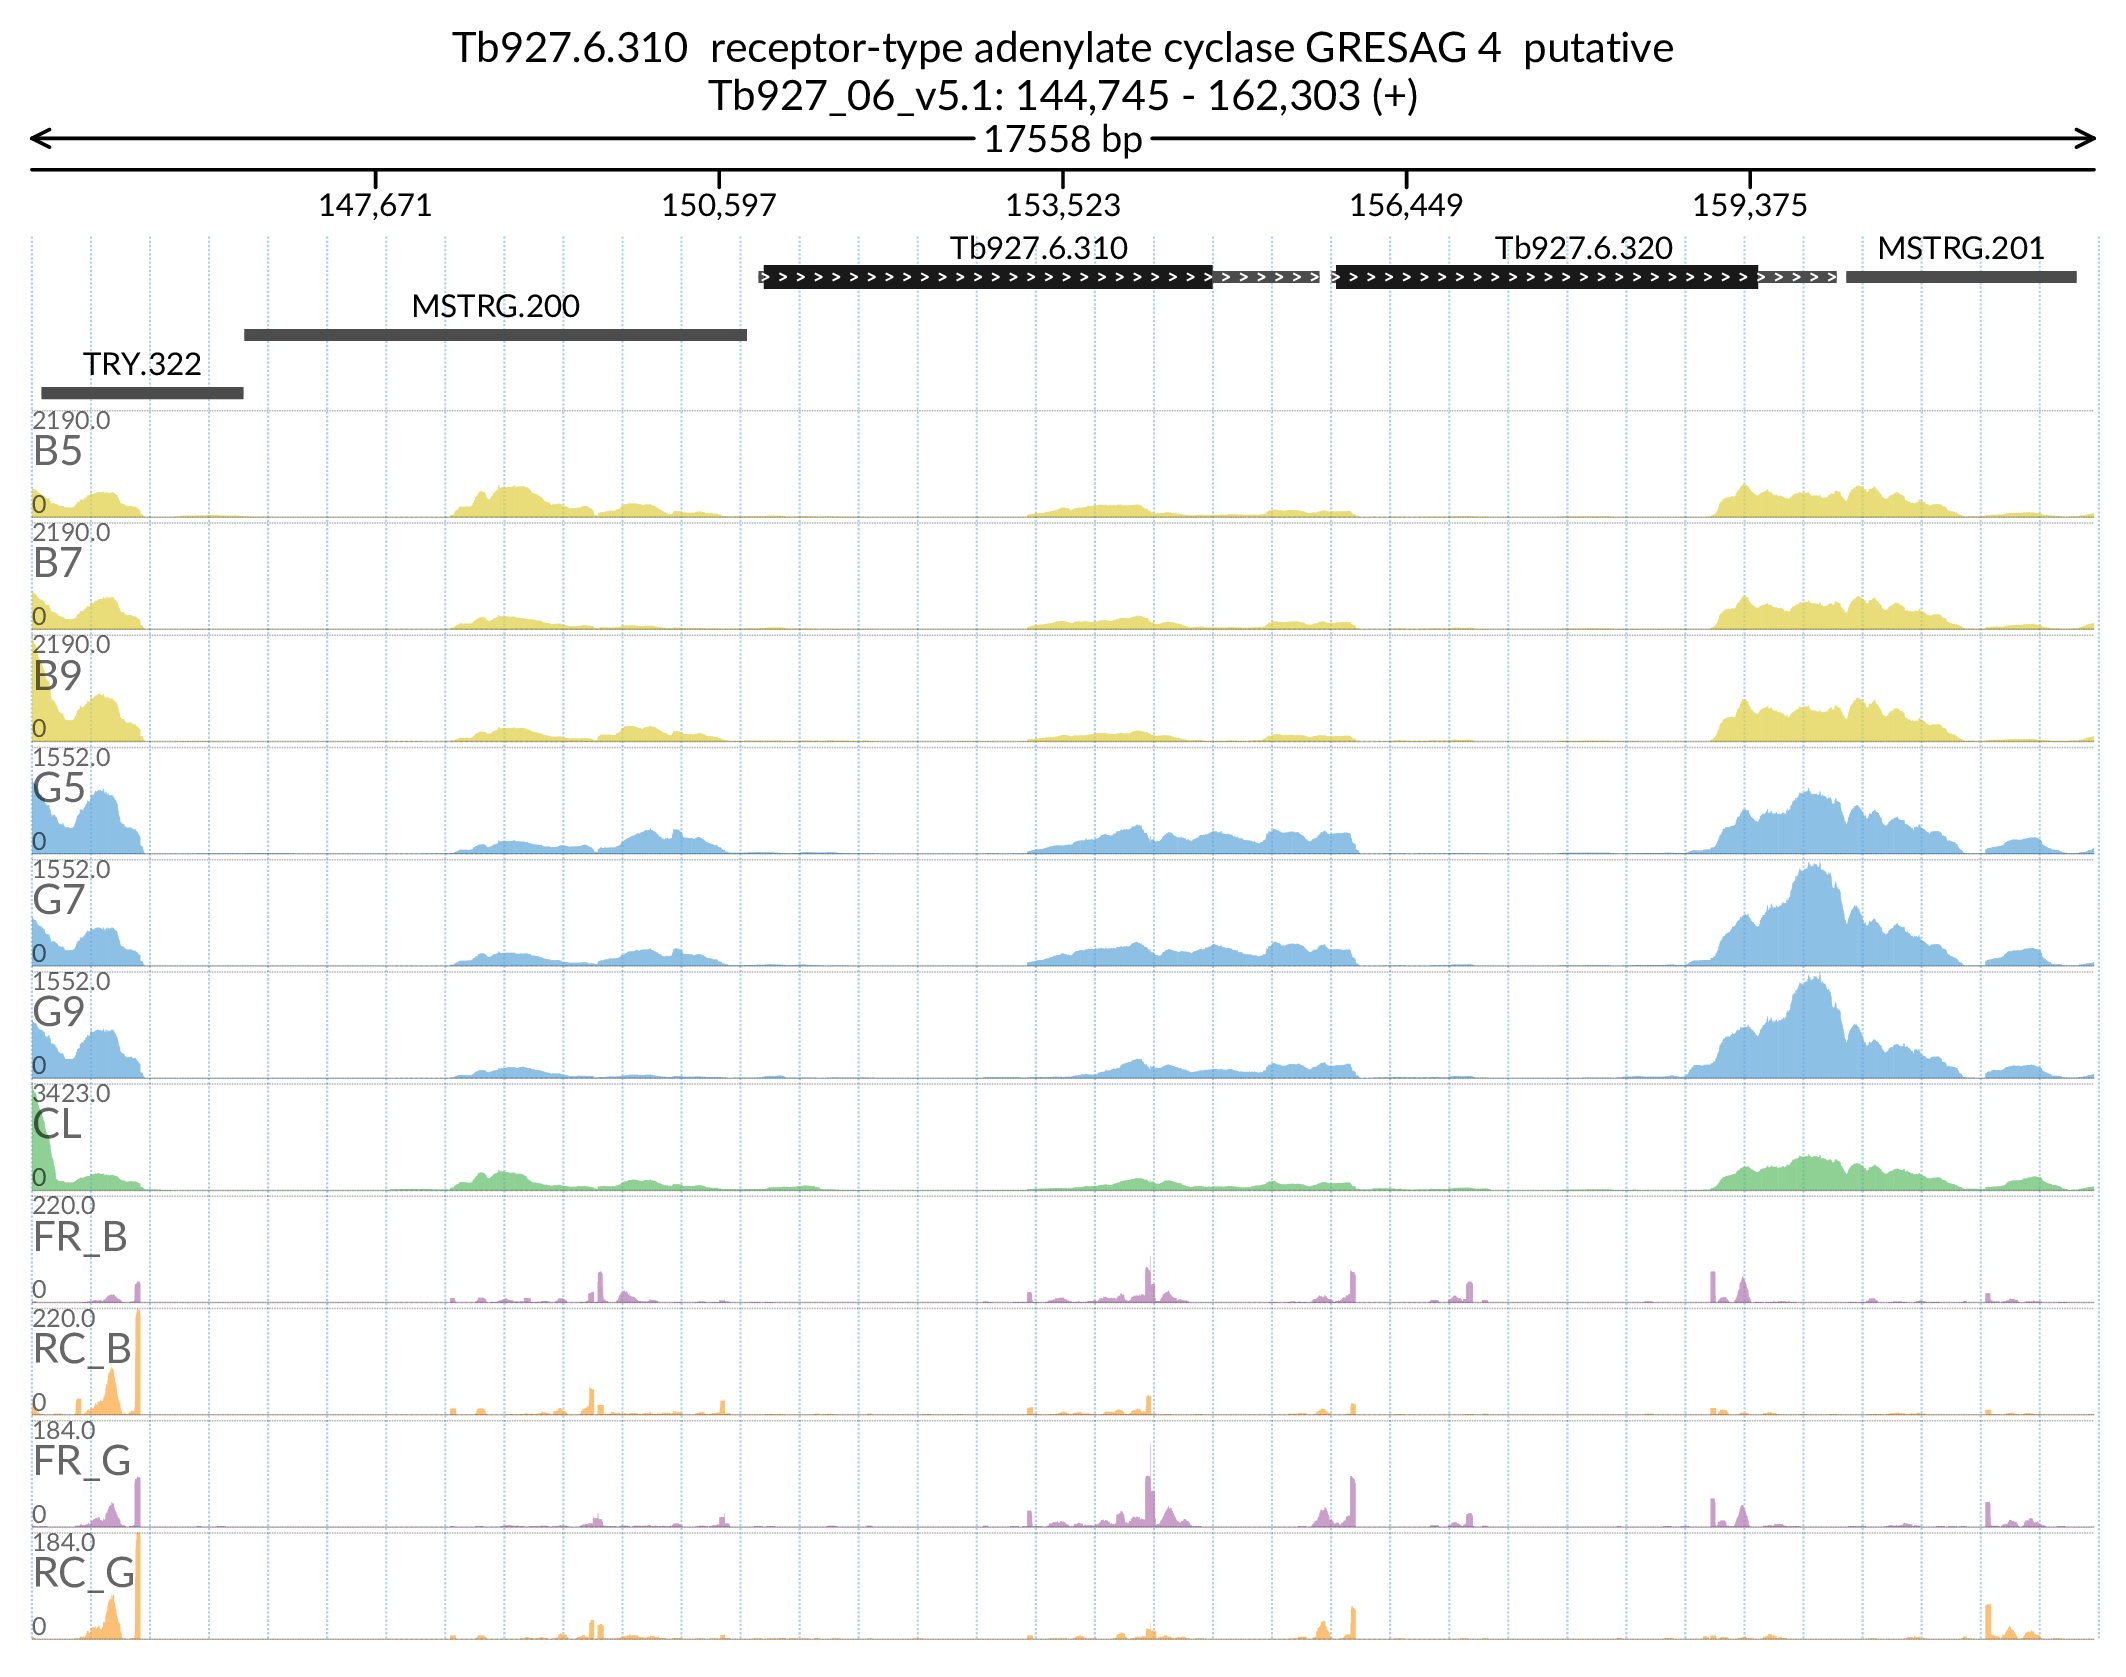 Tb927.6.310  receptor-type adenylate cyclase GRESAG 4  putative
Tb927_06_v5.1: 144,745 - 162,303 (+)
17558 bp
147,671 150,597 153,523 156,449 159,375
Tb927.6.310 Tb927.6.320 MSTRG.201
MSTRG.200
TRY.322
2190.0
B5
0
2190.0
B7
0
2190.0
B9
0
1552.0
G5
0
1552.0
G7
0
1552.0
G9
0
3423.0
CL
0
220.0
FR_B
0
220.0
RC_B
0
184.0
FR_G
0
184.0
RC_G
0